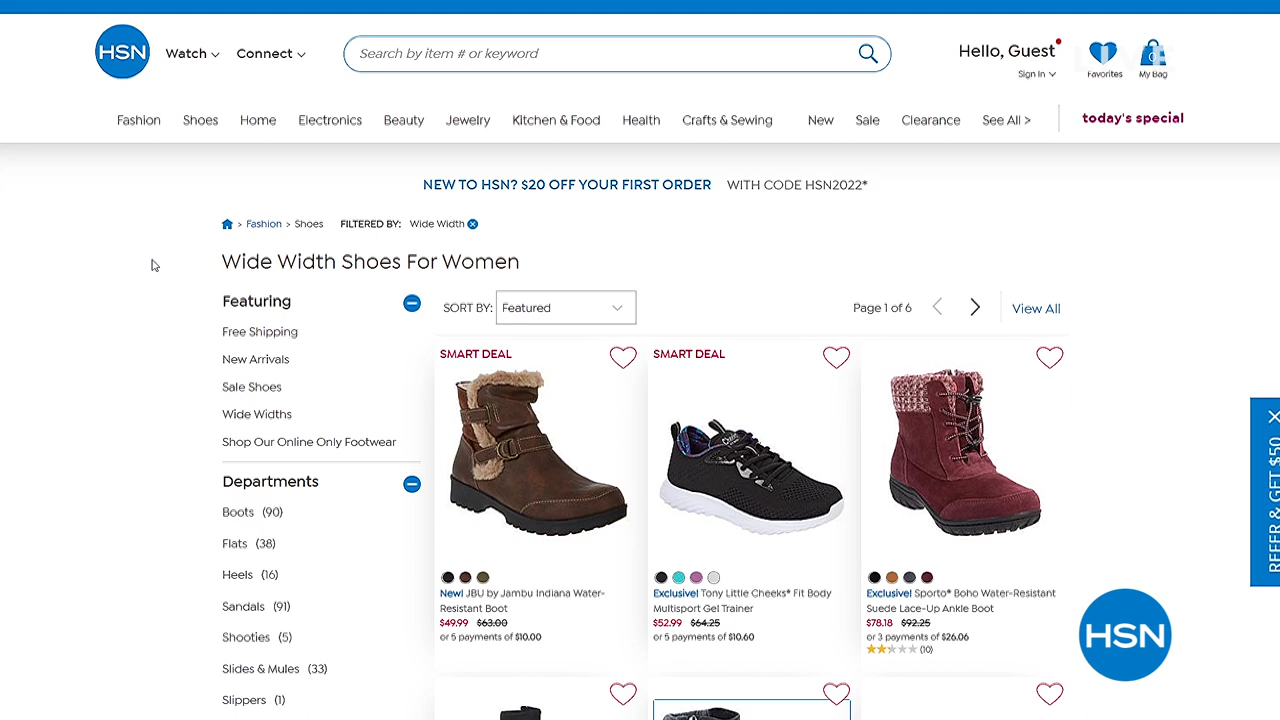 HSN
Watch
Connect
Search by item # or keyword
Hello, Guest
Sign In
Favorites
0
My Bag
LIVE
Fashion
Shoes
Home
Electronics
Beauty
Jewelry
Kitchen & Food
Health
Crafts & Sewing
New
Sale
Clearance
See All >
today's special
NEW TO HSN? $20 OFF YOUR FIRST ORDER WITH CODE HSN2022*
> Fashion > Shoes FILTERED BY: Wide Width
Wide Width Shoes For Women
Featuring
Free Shipping
New Arrivals
Sale Shoes
Wide Widths
Shop Our Online Only Footwear
Departments
Boots (90)
Flats (38)
Heels (16)
Sandals (91)
Shooties (5)
Slides & Mules (33)
Slippers (1)
SORT BY: Featured
Page 1 of 6
View All
SMART DEAL
New! JBU by Jambu Indiana Water-
Resistant Boot
$49.99 $63.00
or 5 payments of $10.00
SMART DEAL
Exclusive! Tony Little Cheeks® Fit Body
Multisport Gel Trainer
$52.99 $64.25
or 5 payments of $10.60
Exclusive! Sporto® Boho Water-Resistant
Suede Lace-Up Ankle Boot
$78.18 $92.25
or 3 payments of $26.06
(10)
REFER & GET $50
HSN